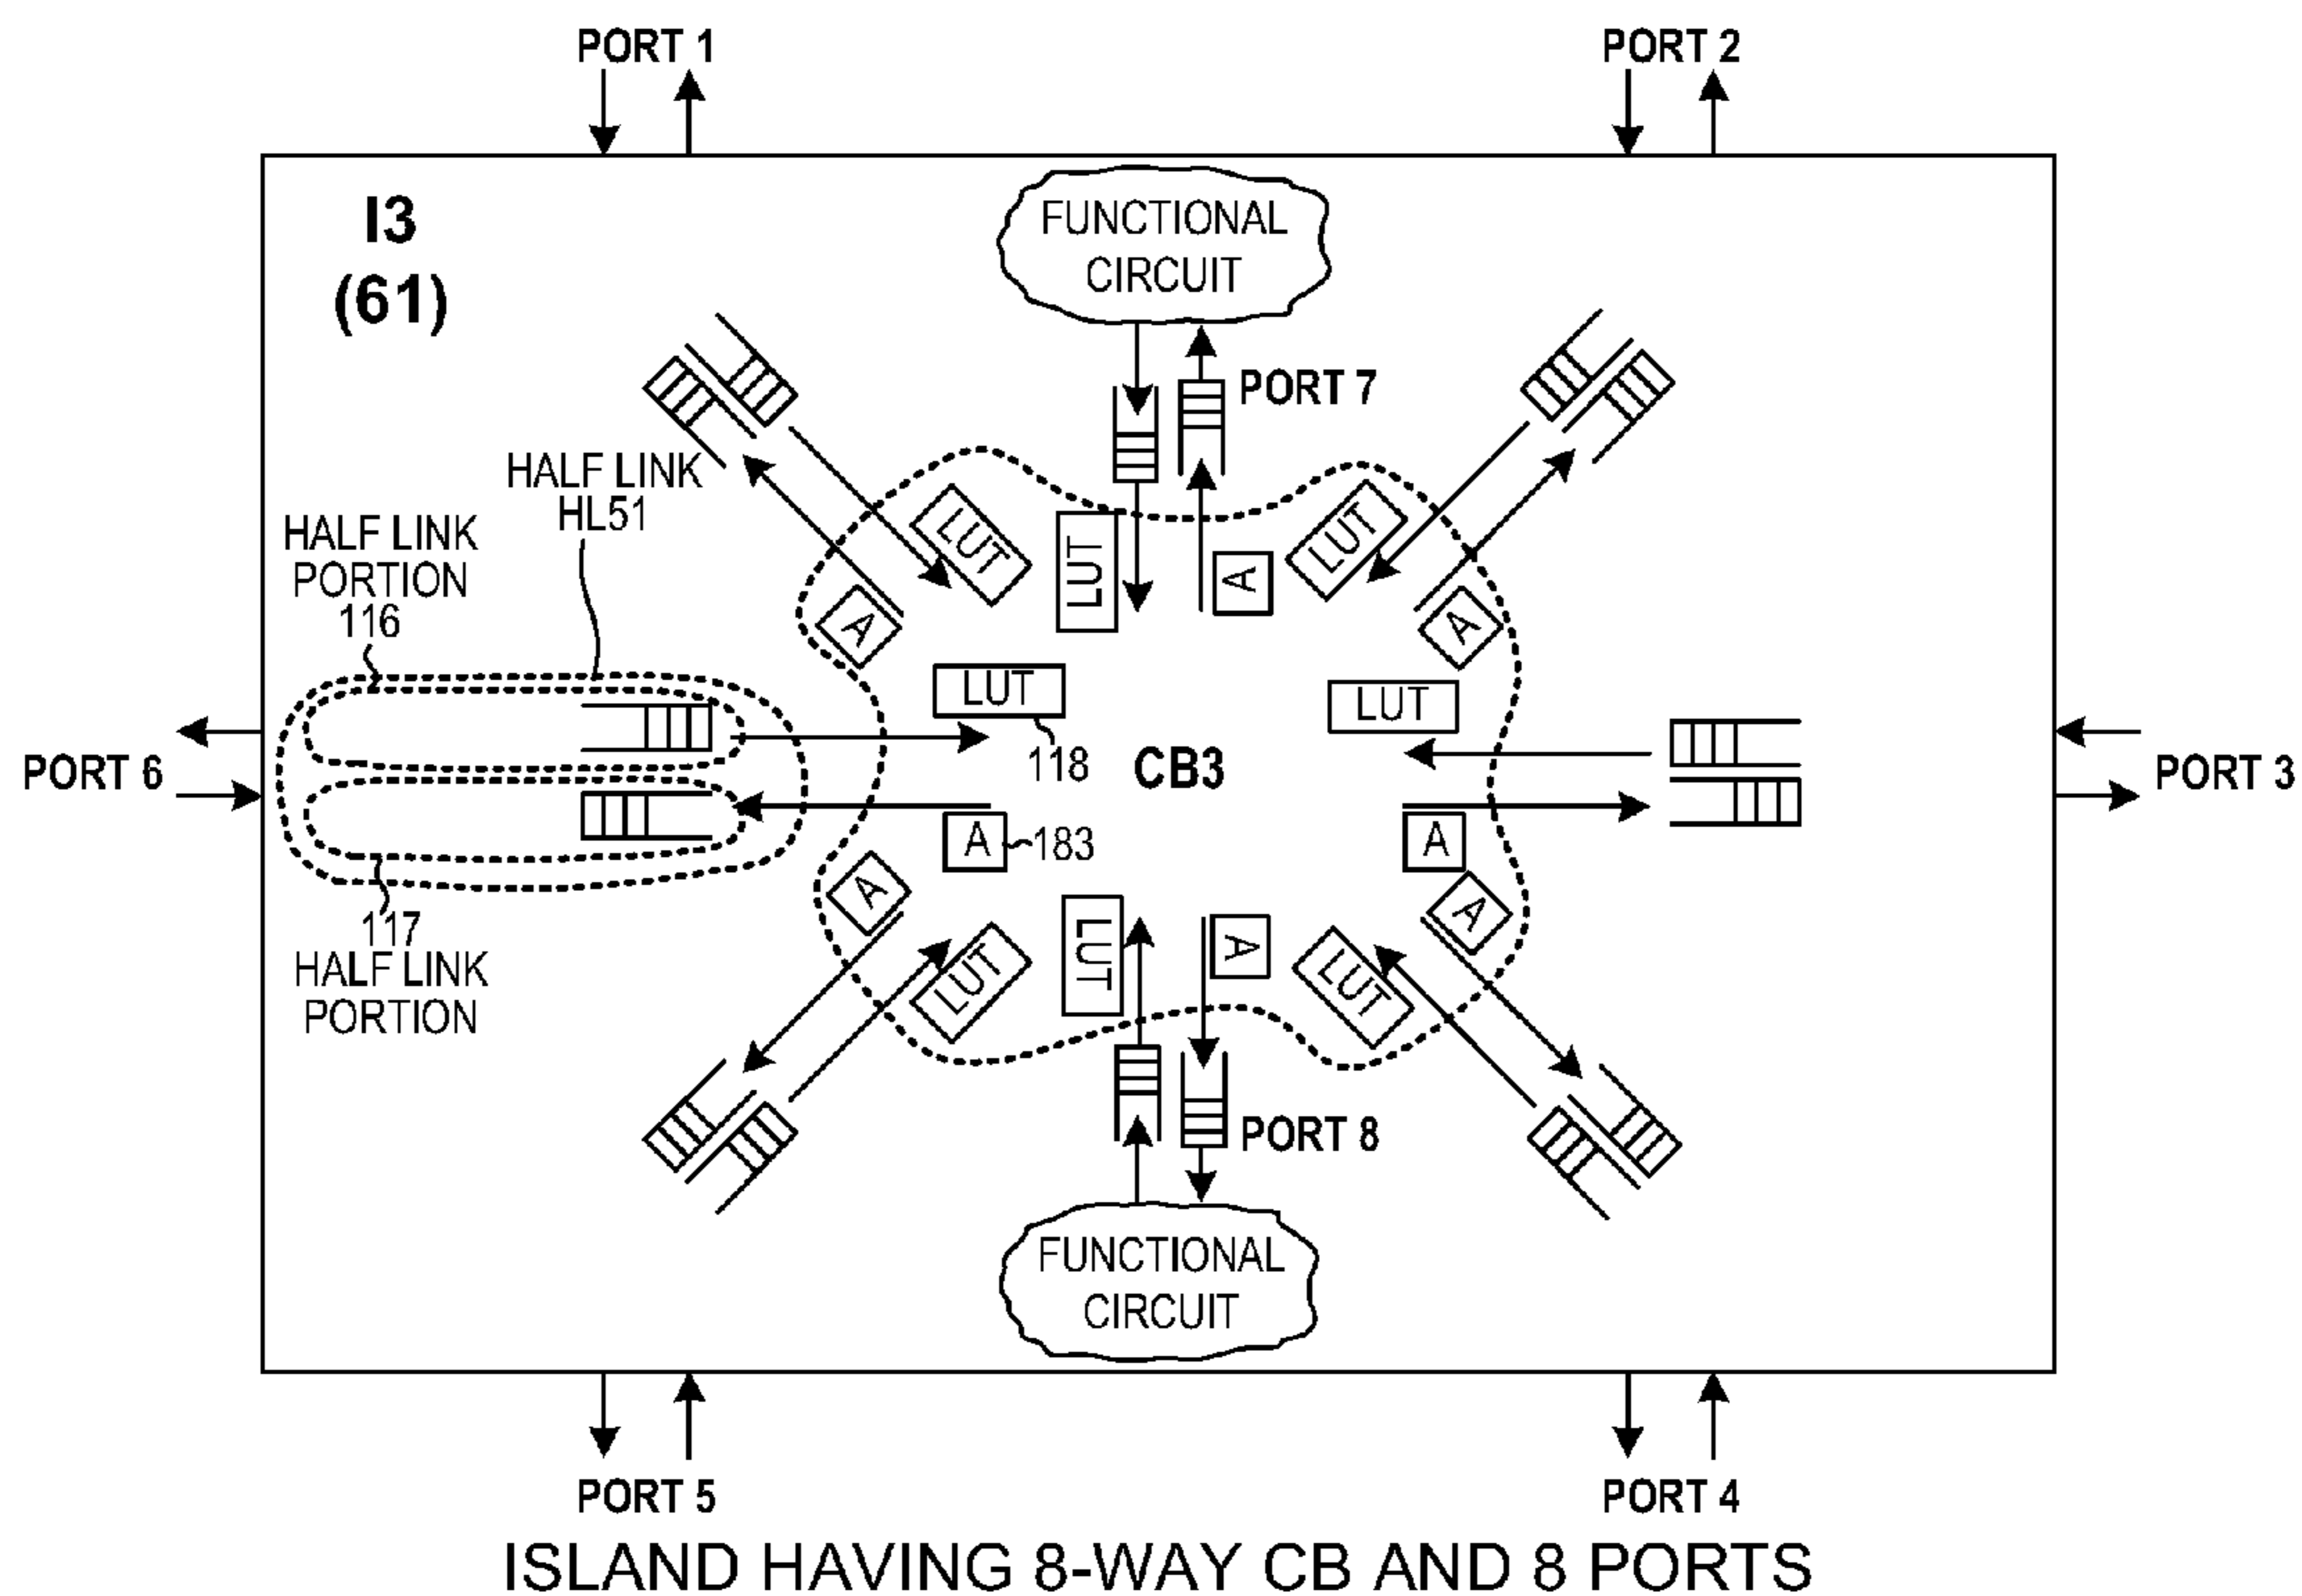 PORT 1
PORT 2
I3
(61)
FUNCTIONAL
CIRCUIT
PORT 7
HALF LINK
HL51
HALF LINK
PORTION
116
LUT
LUT
LUT
A
A
A
LUT
118
LUT
CB3
PORT 6
PORT 3
A
183
A
A
A
117
HALF LINK
PORTION
LUT
LUT
A
LUT
PORT 8
FUNCTIONAL
CIRCUIT
PORT 5
PORT 4
ISLAND HAVING 8-WAY CB AND 8 PORTS